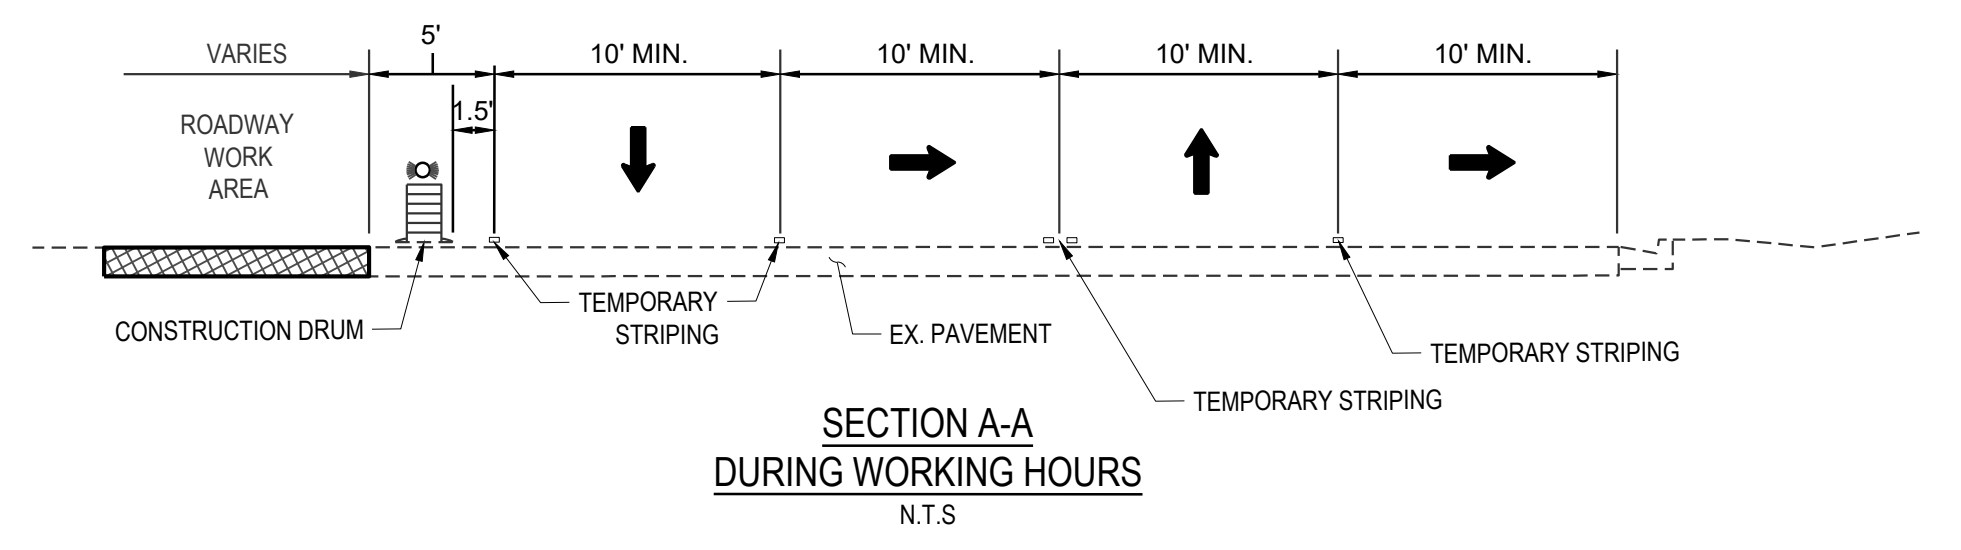 VARIES
5'
10' MIN.
10' MIN.
10' MIN.
10' MIN.
1.5'
ROADWAY
WORK
AREA
TEMPORARY
STRIPING
CONSTRUCTION DRUM
EX. PAVEMENT
TEMPORARY STRIPING
TEMPORARY STRIPING
SECTION A-A
DURING WORKING HOURS
N.T.S